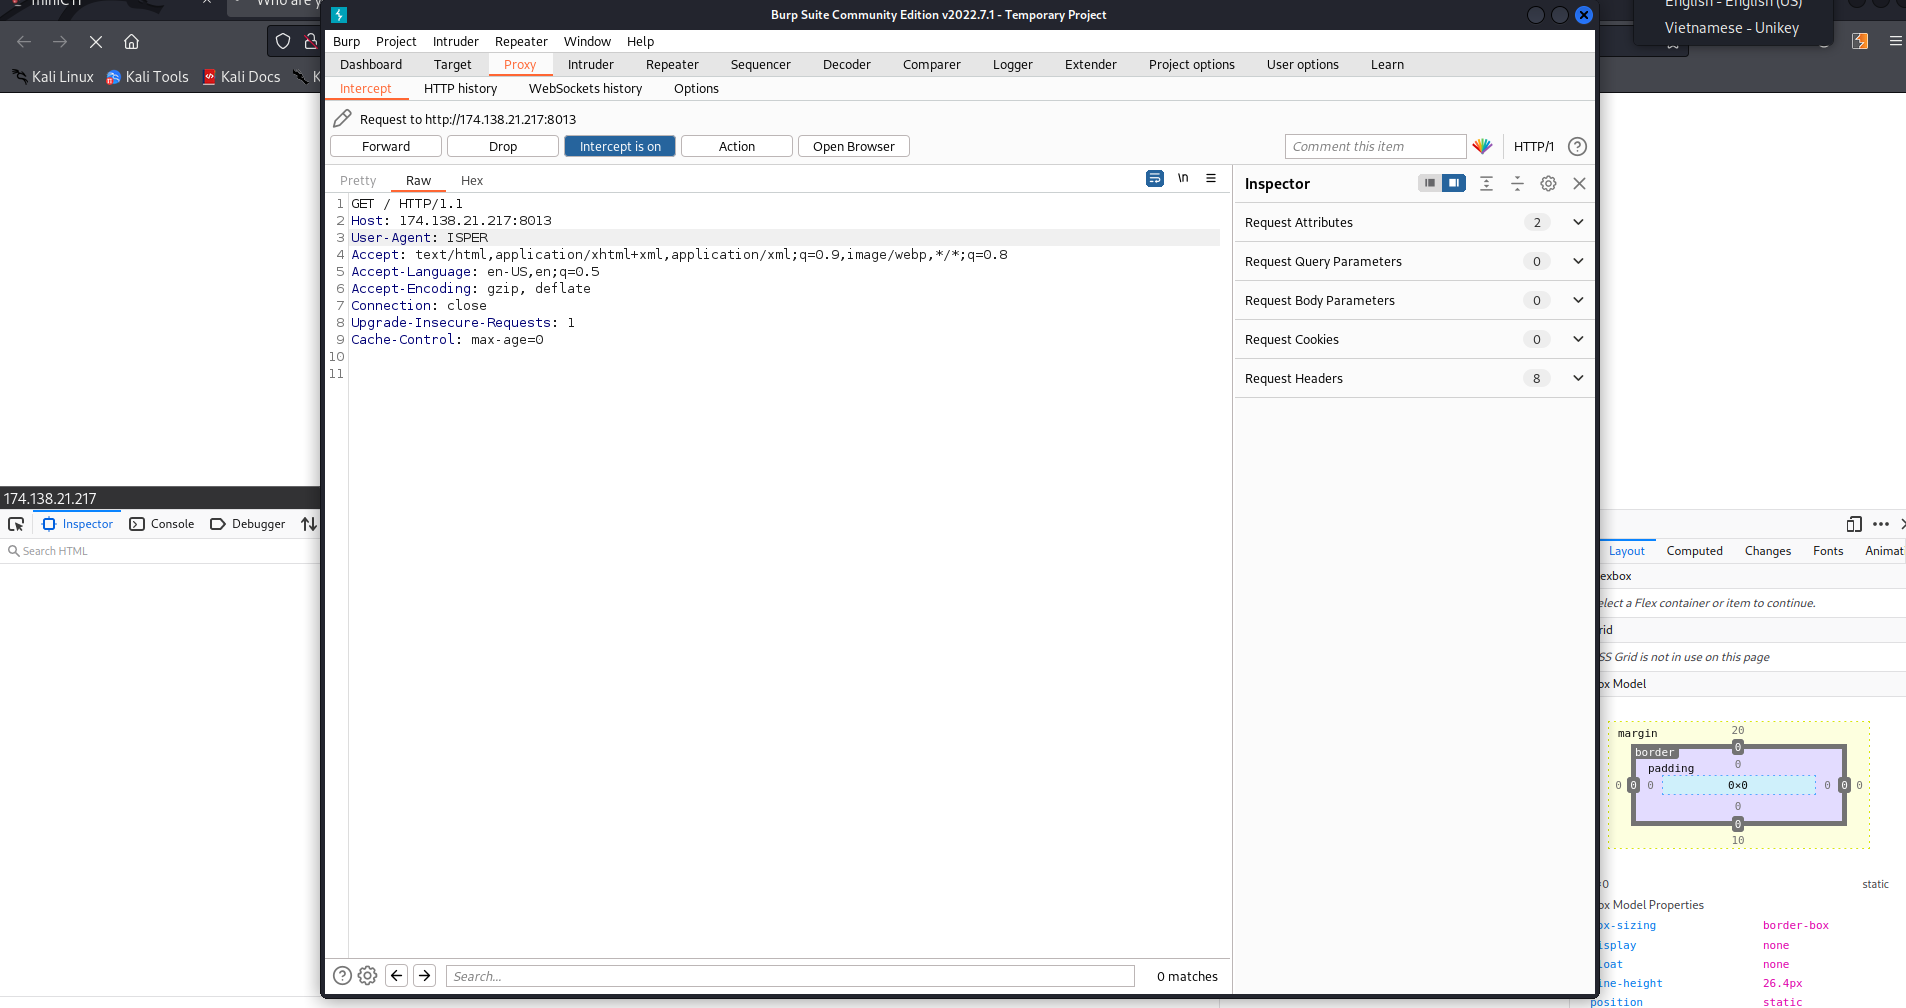 Burp Suite Community Edition v2022.7.1 - Temporary Project
English - English (US)
Vietnamese - Unikey
miniCTF
Who are y
Burp Project Intruder Repeater Window Help
Dashboard Target Proxy Intruder Repeater Sequencer Decoder Comparer Logger Extender Project options User options Learn
Kali Linux Kali Tools Kali Docs K
Intercept HTTP history WebSockets history Options
Request to http://174.138.21.217:8013
Forward Drop Intercept is on Action Open Browser Comment this item HTTP/1
Pretty Raw Hex \n
Inspector
1 GET / HTTP/1.1
2 Host: 174.138.21.217:8013
3 User-Agent: ISPER
4 Accept: text/html,application/xhtml+xml,application/xml;q=0.9,image/webp,*/*;q=0.8
5 Accept-Language: en-US,en;q=0.5
6 Accept-Encoding: gzip, deflate
7 Connection: close
8 Upgrade-Insecure-Requests: 1
9 Cache-Control: max-age=0
10
11
Request Attributes 2
Request Query Parameters 0
Request Body Parameters 0
Request Cookies 0
Request Headers 8
Search... 0 matches
174.138.21.217
Inspector Console Debugger
Search HTML
Layout Computed Changes Fonts Animati
exbox
elect a Flex container or item to continue.
rid
SS Grid is not in use on this page
ox Model
margin 20
border 0
padding 0
0 0 0 0×0 0 0 0
0
0
10
×0 static
ox Model Properties
ox-sizing border-box
isplay none
loat none
ine-height 26.4px
position static